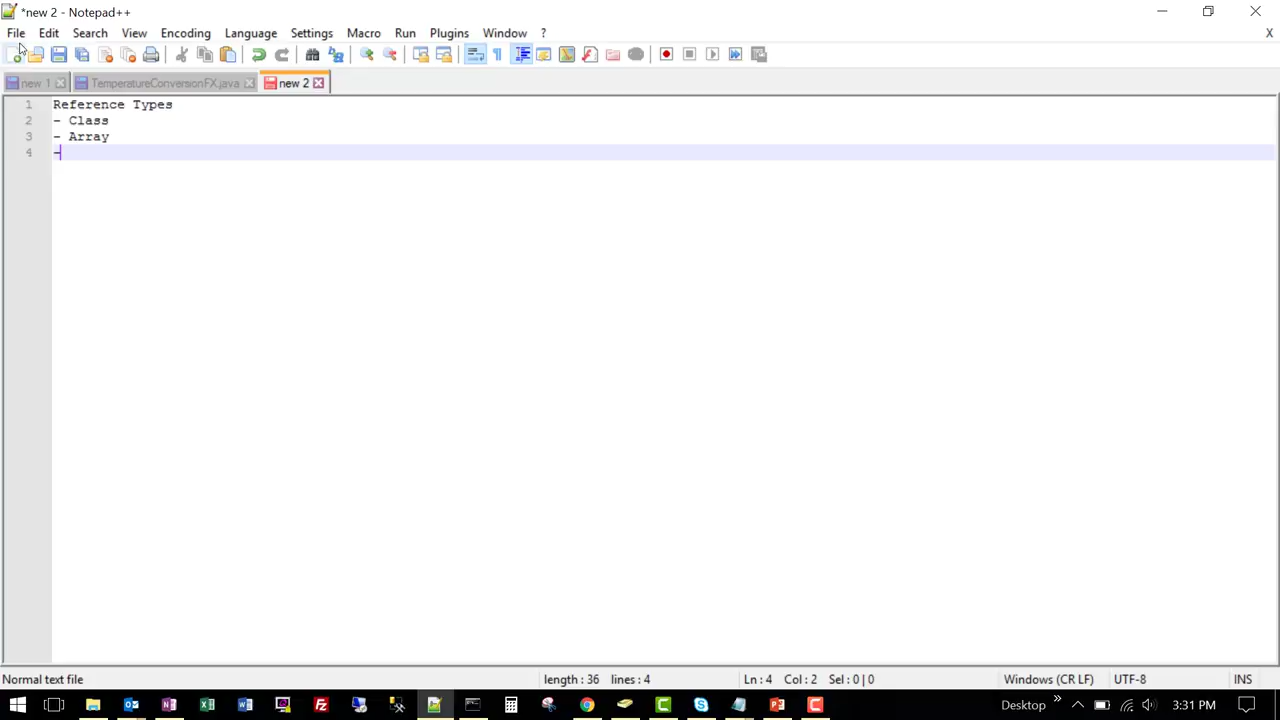 *new 2 - Notepad++
File Edit Search View Encoding Language Settings Macro Run Plugins Window ? X
new 1 TemperatureConversionFX.java new 2
1 Reference Types
2 - Class
3 - Array
4 -
Normal text file length : 36 lines : 4 Ln : 4 Col : 2 Sel : 0 | 0 Windows (CR LF) UTF-8 INS
Desktop 3:31 PM